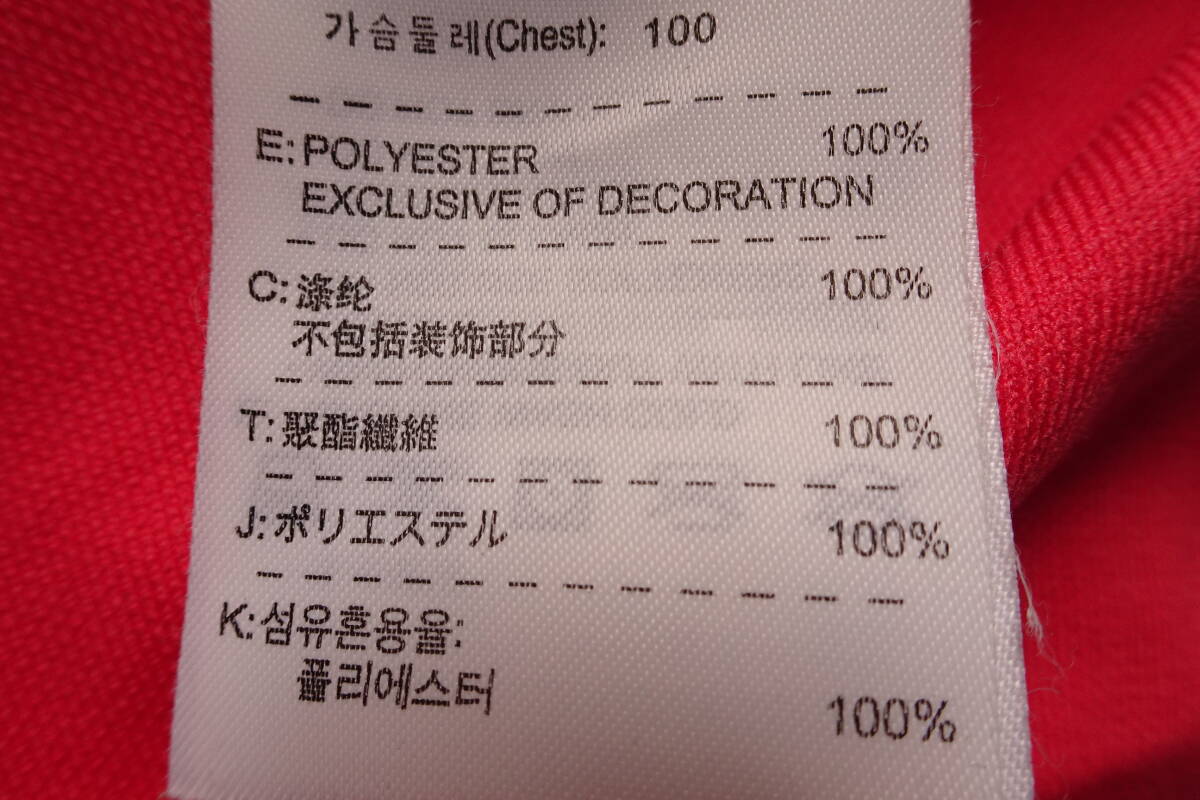 가슴둘레(Chest): 100
E: POLYESTER 100%
EXCLUSIVE OF DECORATION
C: 涤纶 100%
不包括装饰部分
T: 聚酯纖維 100%
J: ポリエステル 100%
K: 섬유혼용율:
폴리에스터
100%